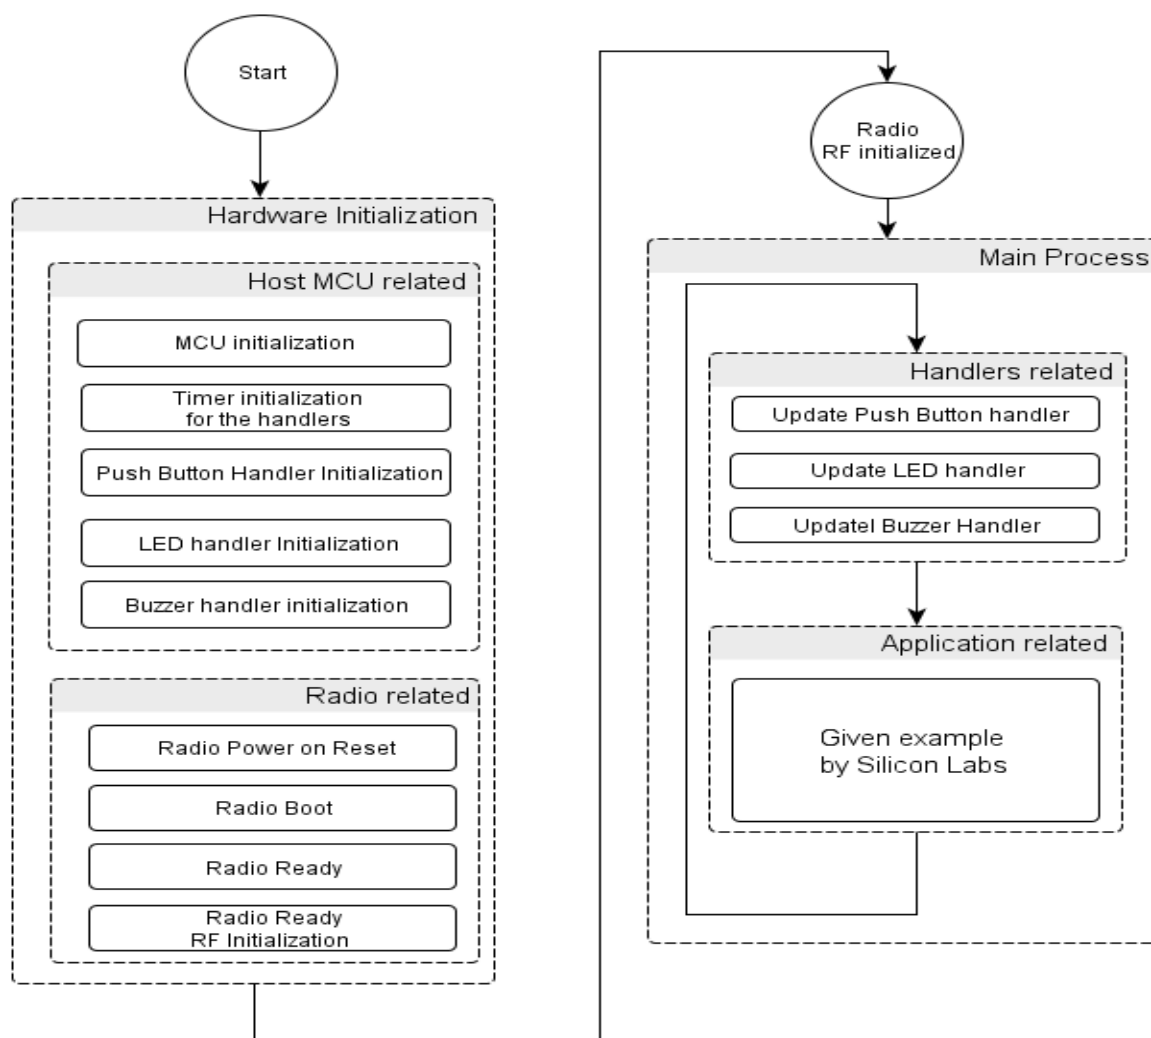 Start
Hardware Initialization
Host MCU related
MCU initialization
Timer initialization
for the handlers
Push Button Handler Initialization
LED handler Initialization
Buzzer handler initialization
Radio related
Radio Power on Reset
Radio Boot
Radio Ready
Radio Ready
RF Initialization
Radio
RF initialized
Main Process
Handlers related
Update Push Button handler
Update LED handler
Updatel Buzzer Handler
Application related
Given example
by Silicon Labs